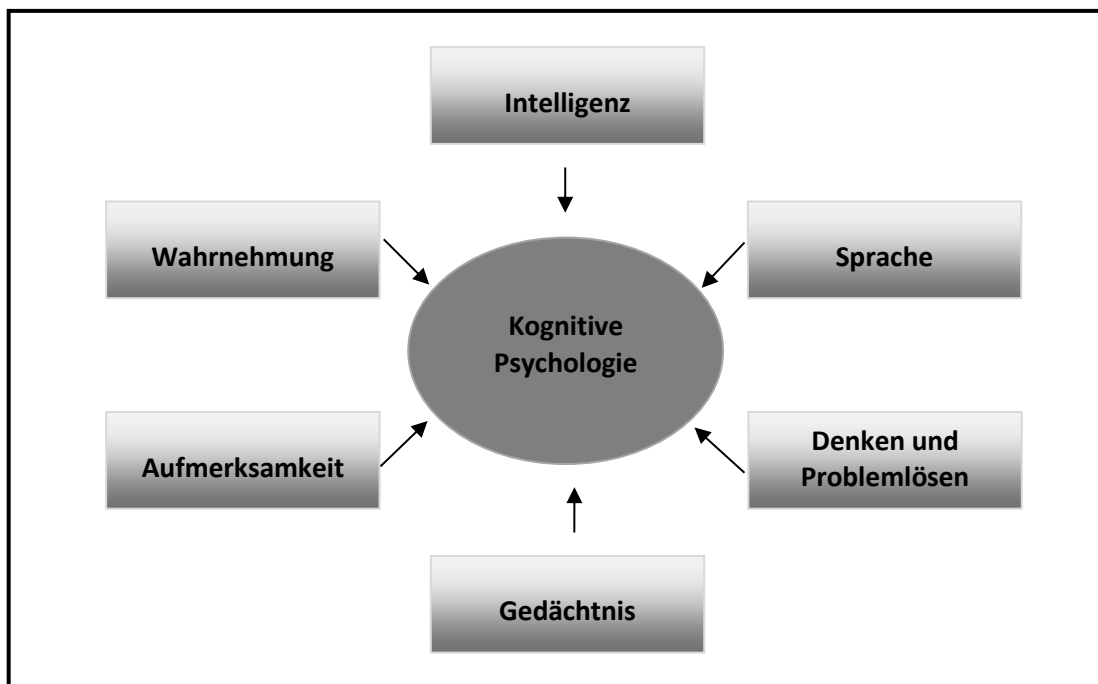 Intelligenz
Wahrnehmung
Sprache
Kognitive
Psychologie
Aufmerksamkeit
Denken und
Problemlösen
Gedächtnis